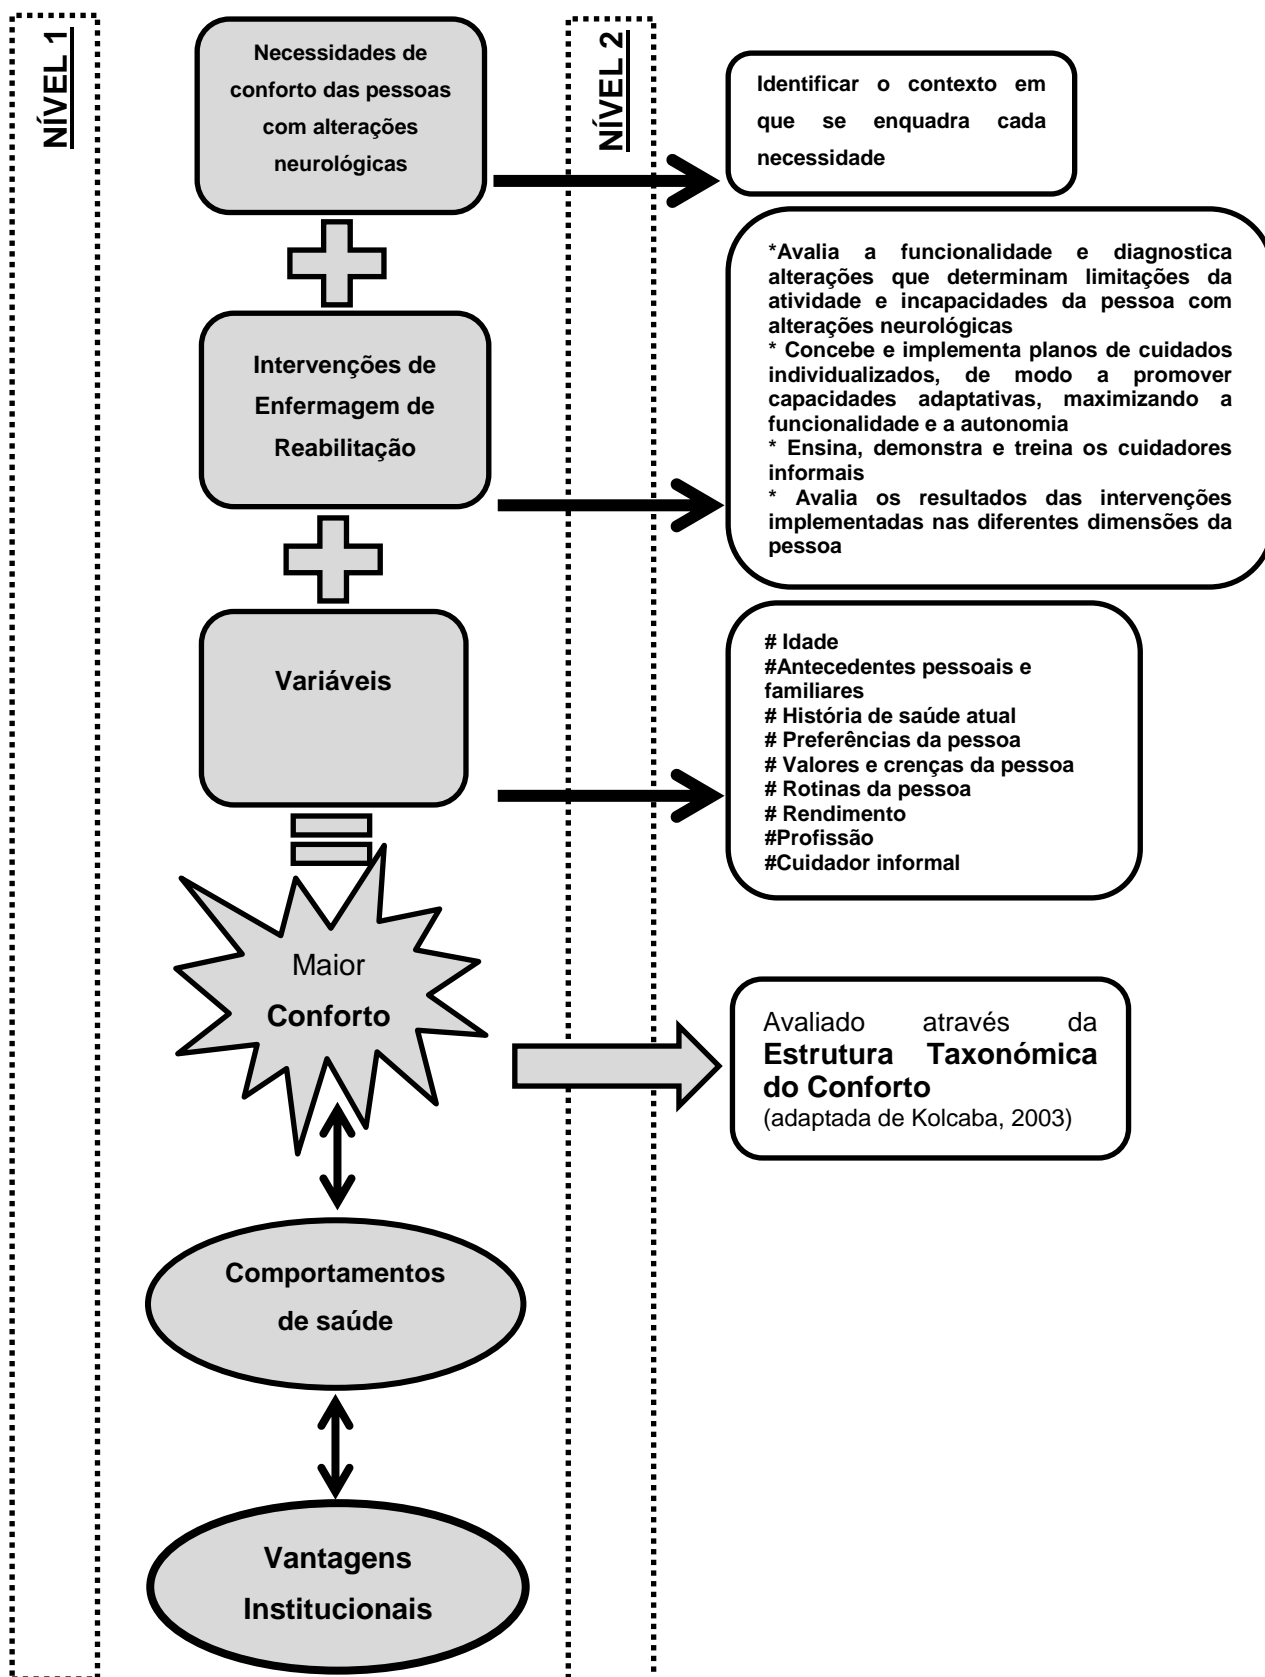 NÍVEL 1
Necessidades de
conforto das pessoas
com alterações
neurológicas
NÍVEL 2
Identificar o contexto em
que se enquadra cada
necessidade
Intervenções de
Enfermagem de
Reabilitação
*Avalia a funcionalidade e diagnostica
alterações que determinam limitações da
atividade e incapacidades da pessoa com
alterações neurológicas
* Concebe e implementa planos de cuidados
individualizados, de modo a promover
capacidades adaptativas, maximizando a
funcionalidade e a autonomia
* Ensina, demonstra e treina os cuidadores
informais
* Avalia os resultados das intervenções
implementadas nas diferentes dimensões da
pessoa
Variáveis
# Idade
#Antecedentes pessoais e
familiares
# História de saúde atual
# Preferências da pessoa
# Valores e crenças da pessoa
# Rotinas da pessoa
# Rendimento
#Profissão
#Cuidador informal
Maior
Conforto
Avaliado através da
Estrutura Taxonómica
do Conforto
(adaptada de Kolcaba, 2003)
Comportamentos
de saúde
Vantagens
Institucionais